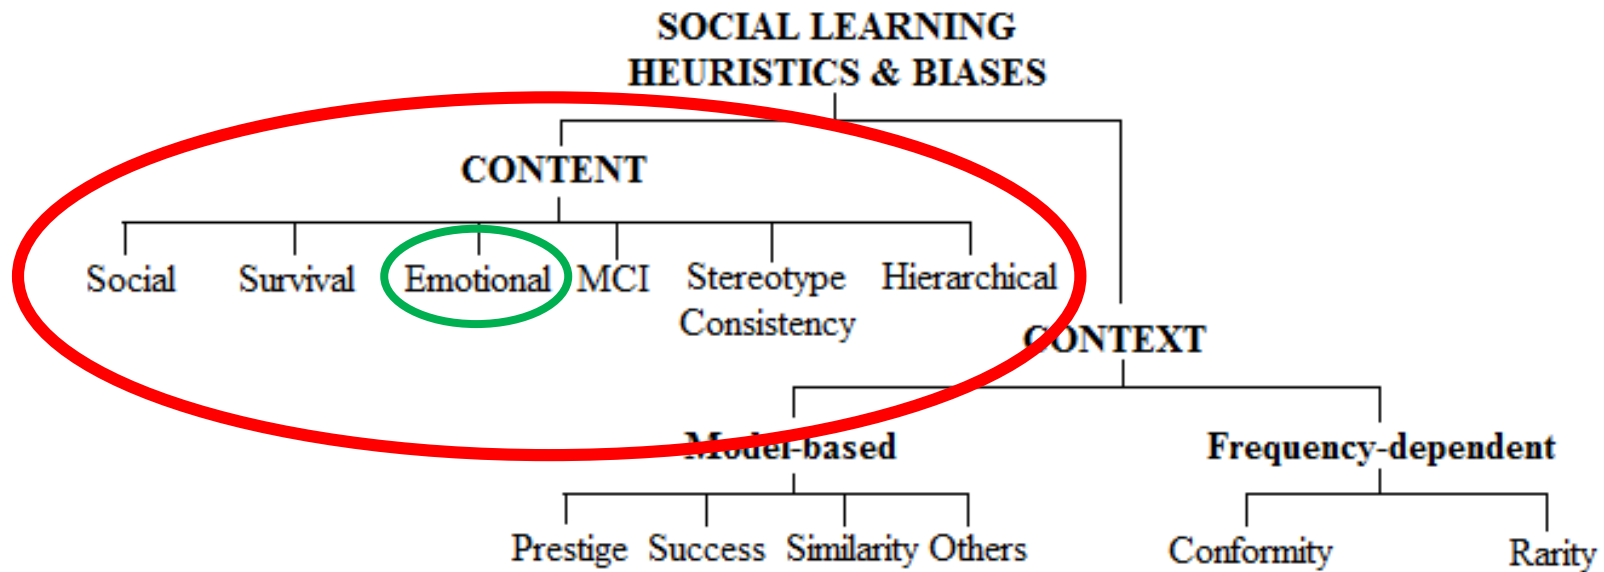 SOCIAL LEARNING
HEURISTICS & BIASES
CONTENT
Social Survival Emotional MCI Stereotype Hierarchical
Consistency
CONTEXT
Model-based Frequency-dependent
Prestige Success Similarity Others Conformity Rarity